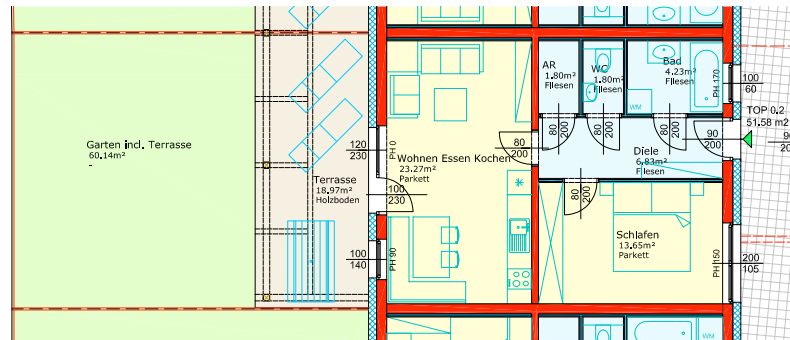 Garten incl. Terrasse
60.14m²
-
Terrasse
18.97m²
Holzboden
120
230
PH 0
100
230
100
140
PH 90
Wohnen Essen Kochen
23.27m²
Parkett
80
200
AR
1.80m²
Fliesen
WC
1.80m²
Fliesen
Bad
4.23m²
Fliesen
WM
PH 170
100
60
TOP 0.2
51.58 m2
80
200
80
200
80
200
90
200
90
Diele
6.83m²
Fliesen
80
200
Schlafen
13.65m²
Parkett
PH 150
200
105
WM